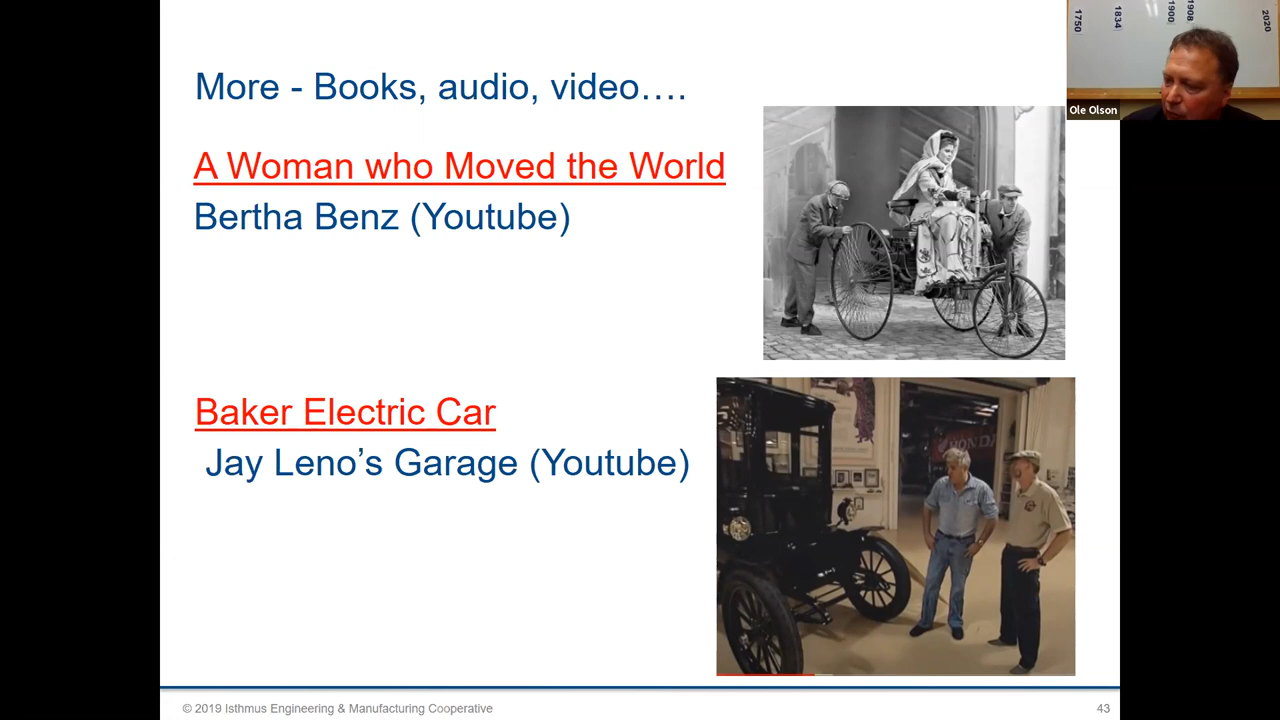 More - Books, audio, video….
A Woman who Moved the World
Bertha Benz (Youtube)
Baker Electric Car
Jay Leno’s Garage (Youtube)
HONDA
© 2019 Isthmus Engineering & Manufacturing Cooperative
43
1750
1834
1900
1908
2020
Ole Olson